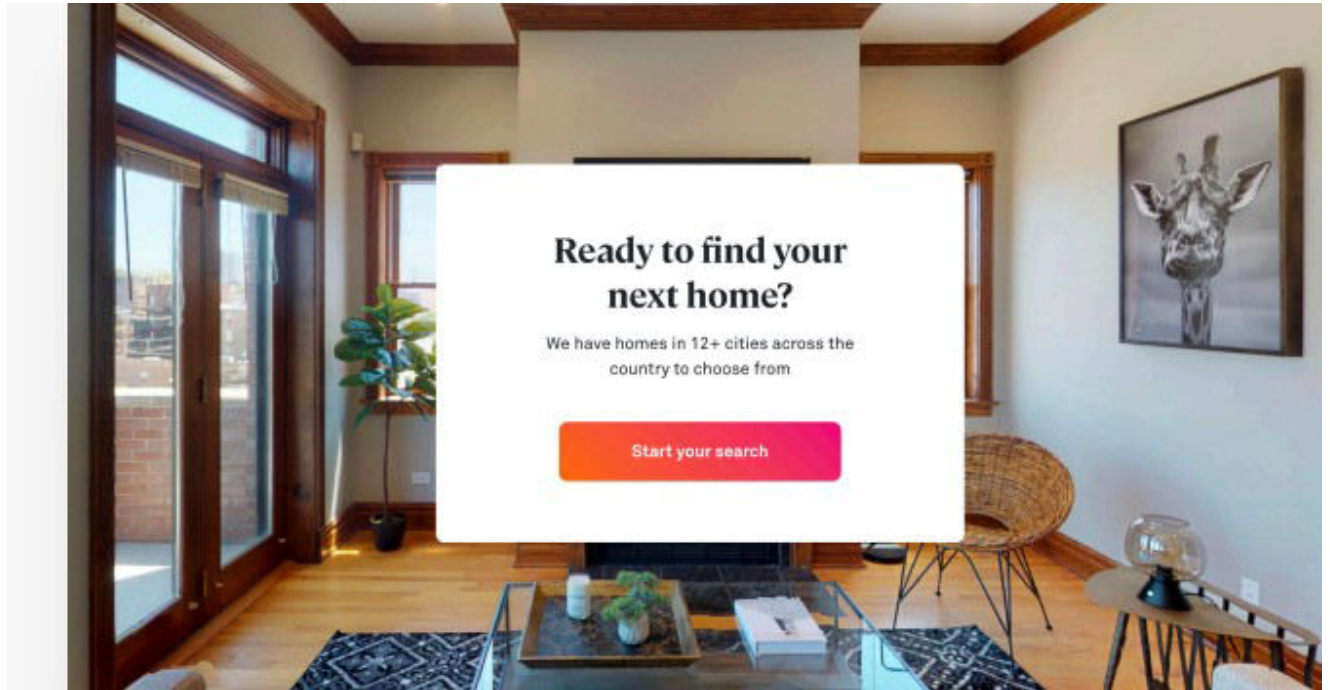 Ready to find your
next home?
We have homes in 12+ cities across the
country to choose from
Start your search